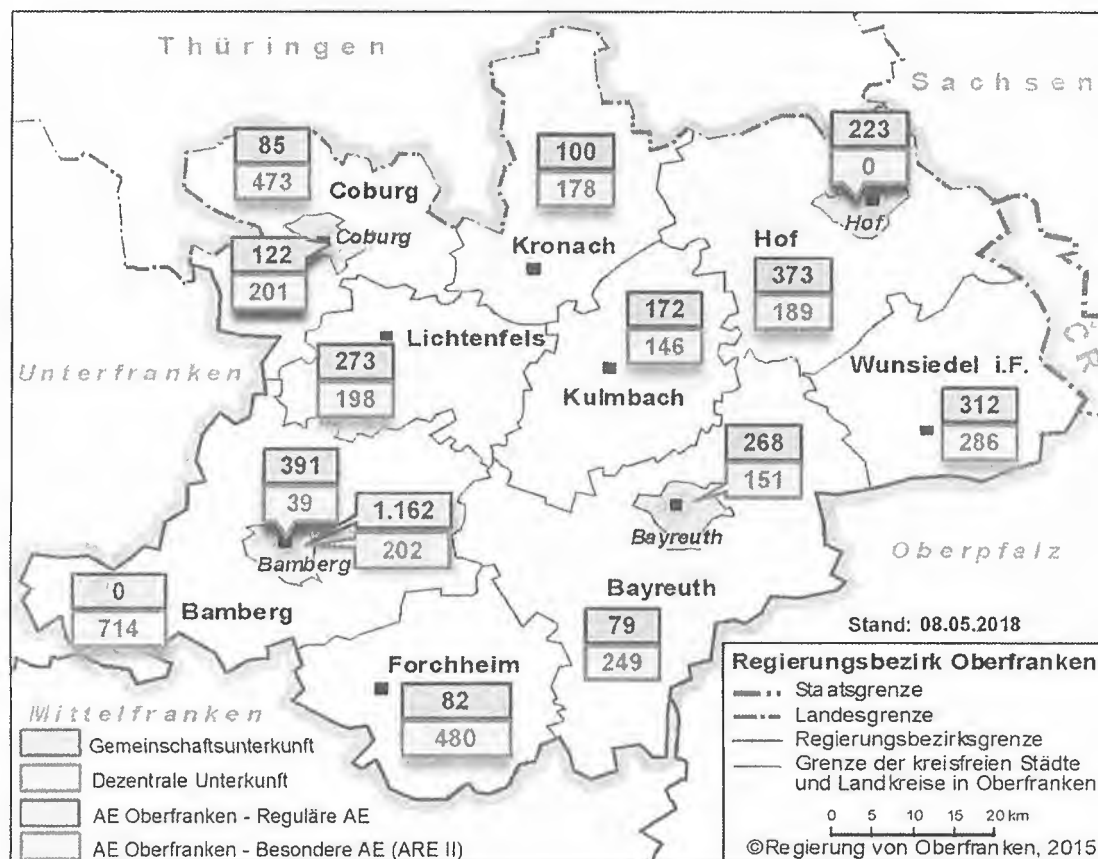 Thüringen
Sachsen
223
0
Hof
85
473
Coburg
100
178
Kronach
Coburg
122
201
Hof
373
189
172
146
Kulmbach
Lichtenfels
273
198
Unterfranken
ČR
Wunsiedel i.F.
312
286
268
151
Bayreuth
391
39
1.162
202
Bamberg
Oberpfalz
0
714
Bamberg
Bayreuth
79
249
Forchheim
82
480
Mittelfranken
Gemeinschaftsunterkunft
Dezentrale Unterkunft
AE Oberfranken - Reguläre AE
AE Oberfranken - Besondere AE (ARE II)
Stand: 08.05.2018
Regierungsbezirk Oberfranken
Staatsgrenze
Landesgrenze
Regierungsbezirksgrenze
Grenze der kreisfreien Städte
und Landkreise in Oberfranken
0 5 10 15 20 km
©Regierung von Oberfranken, 2015